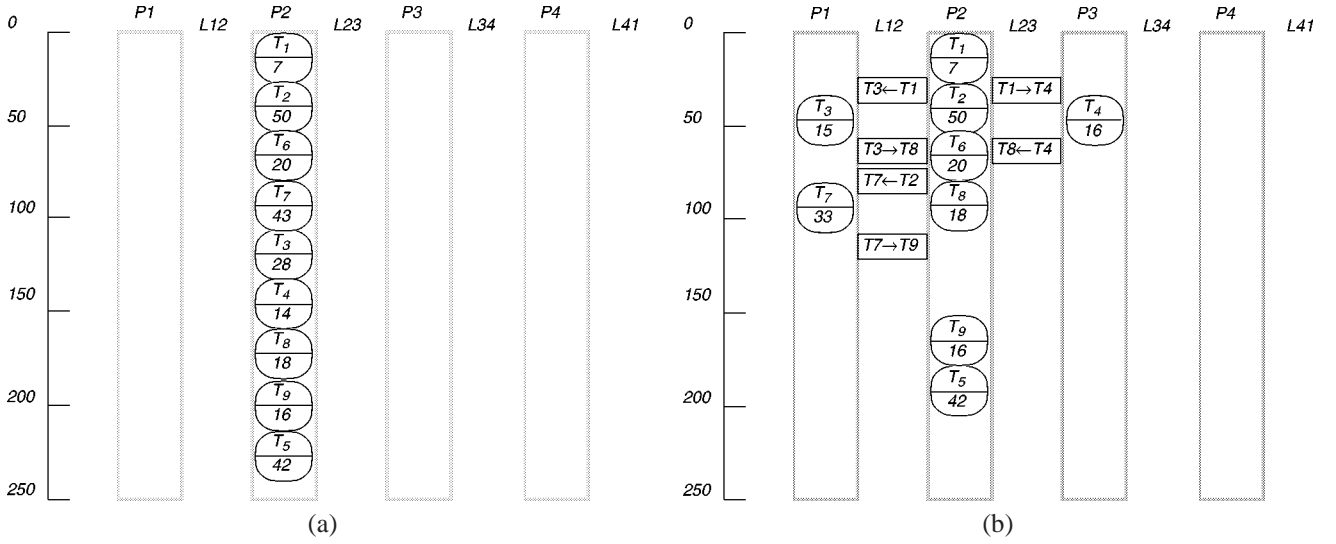 P1 P2 P3 P4
0 L12 L23 L34 L41
T1
7
T2
50
50
T6
20
T7
100 43
T3
28
T4
150 14
T8
18
T9
200 16
T5
42
250
(a)
P1 P2 P3 P4
0 L12 L23 L34 L41
T1
7
T3←T1 T1→T4
T3 T2 T4
50 15 50 16
T3→T8 T6 T8←T4
20
T7←T2
T7 T8
100 33 18
T7→T9
150
T9
16
T5
200 42
250
(b)